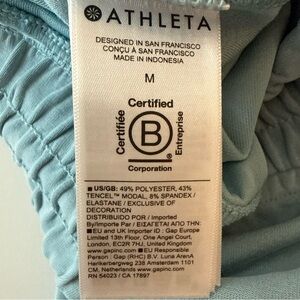 ATHLETA
DESIGNED IN SAN FRANCISCO
CONÇU À SAN FRANCISCO
MADE IN INDONESIA
M
Certified
Certifiée
B
Entreprise
Corporation
US/GB: 49% POLYESTER, 43%
TENCEL™ MODAL, 8% SPANDEX/
ELASTANE / EXCLUSIVE OF
DECORATION
DISTRIBUIDO POR / Imported
By/Importe Par / ΕΙΣΑΓΕΤΑΙ ΑΠΟ ΤΗΝ:
EU and UK Importer ID - Gap Europe
Limited 13th Floor, One Angel Court,
London, EC2R 7HJ, United Kingdom
www.gapinc.com EU Responsible
Person: Gap (RHC) B.V. Luna ArenA
Harikerbergweg 238 Amsterdam 1101
CM, Netherlands www.gapinc.com
RN 54023 / CA 17897